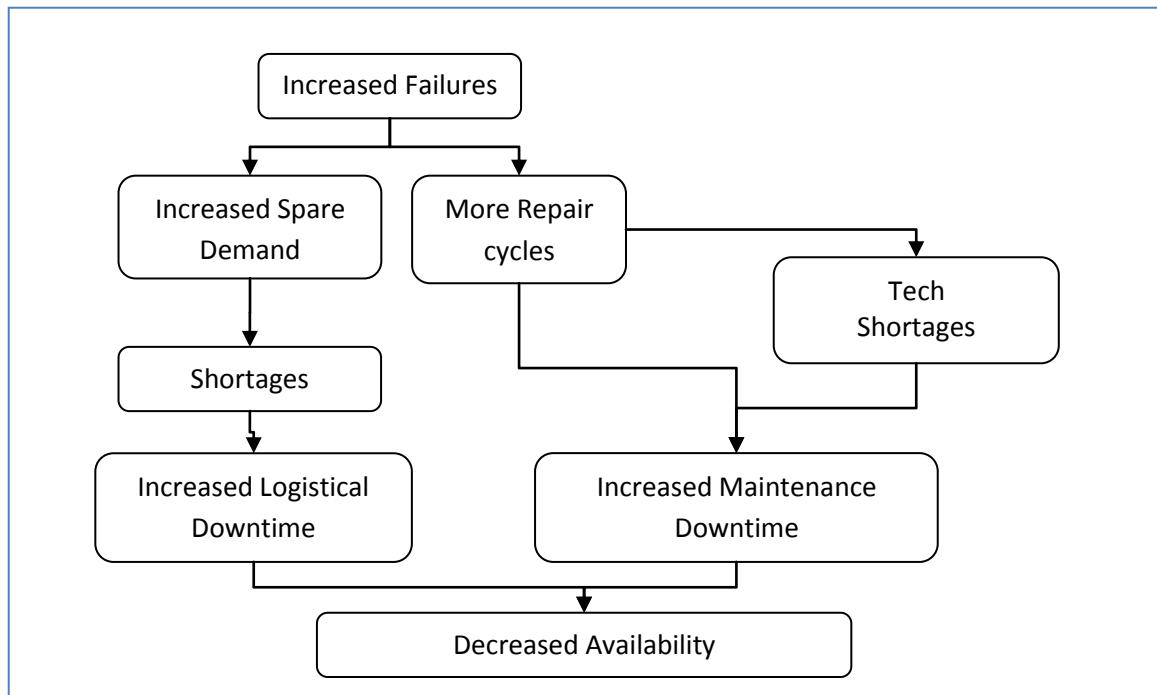 Increased Failures
Increased Spare
Demand
More Repair
cycles
Tech
Shortages
Shortages
Increased Logistical
Downtime
Increased Maintenance
Downtime
Decreased Availability